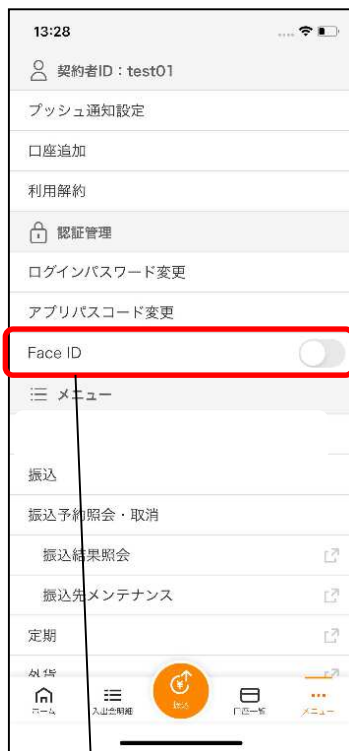 13:28
契約者ID：test01
プッシュ通知設定
口座追加
利用解約
認証管理
ログインパスワード変更
アプリパスコード変更
Face ID
メニュー
振込
振込予約照会・取消
振込結果照会
振込先メンテナンス
定期
外貨
ホーム
入出金明細
振込
口座一覧
メニュー